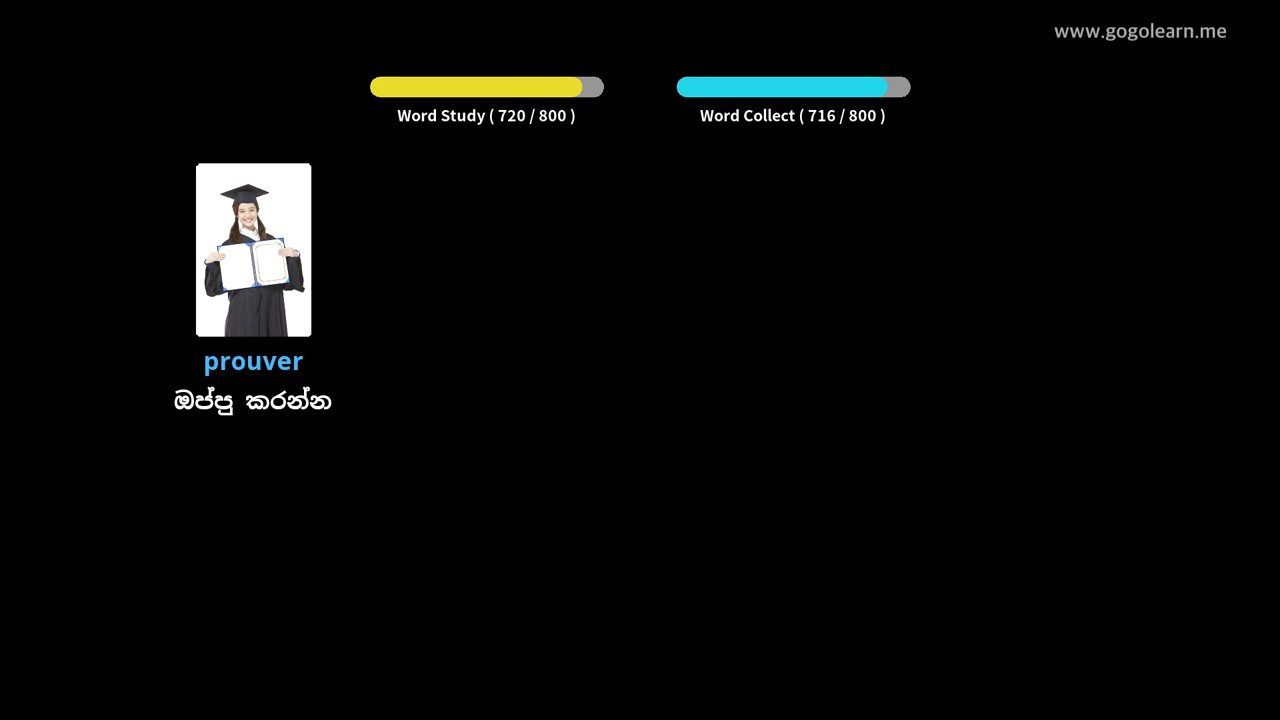 www.gogolearn.me
Word Study ( 720 / 800 )
Word Collect ( 716 / 800 )
prouver
ඔප්පු කරන්න